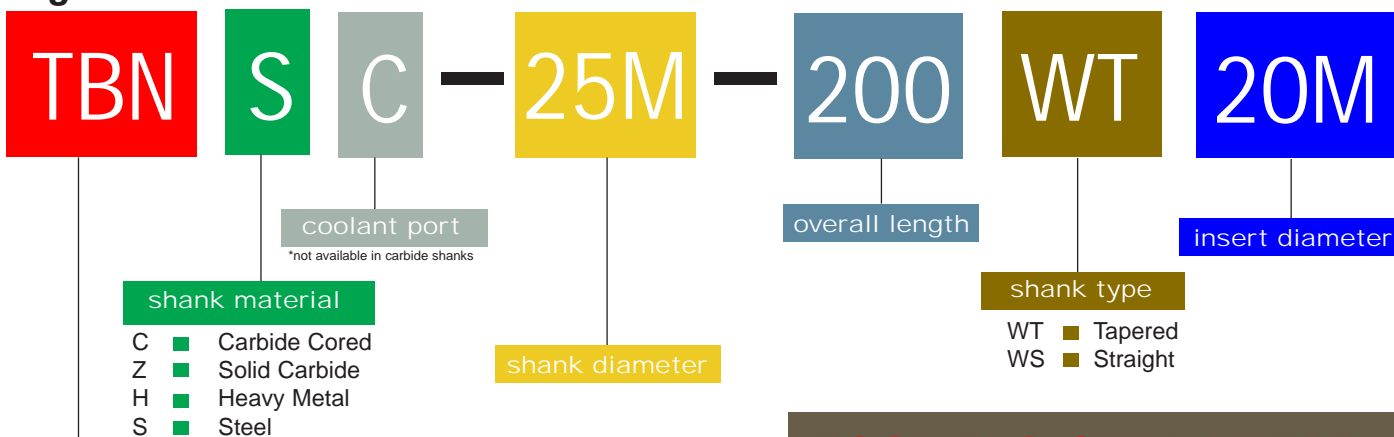 TBN S C — 25M — 200 WT 20M
coolant port
*not available in carbide shanks
overall length
insert diameter
shank material
C ■ Carbide Cored
Z ■ Solid Carbide
H ■ Heavy Metal
S ■ Steel
shank diameter
shank type
WT ■ Tapered
WS ■ Straight